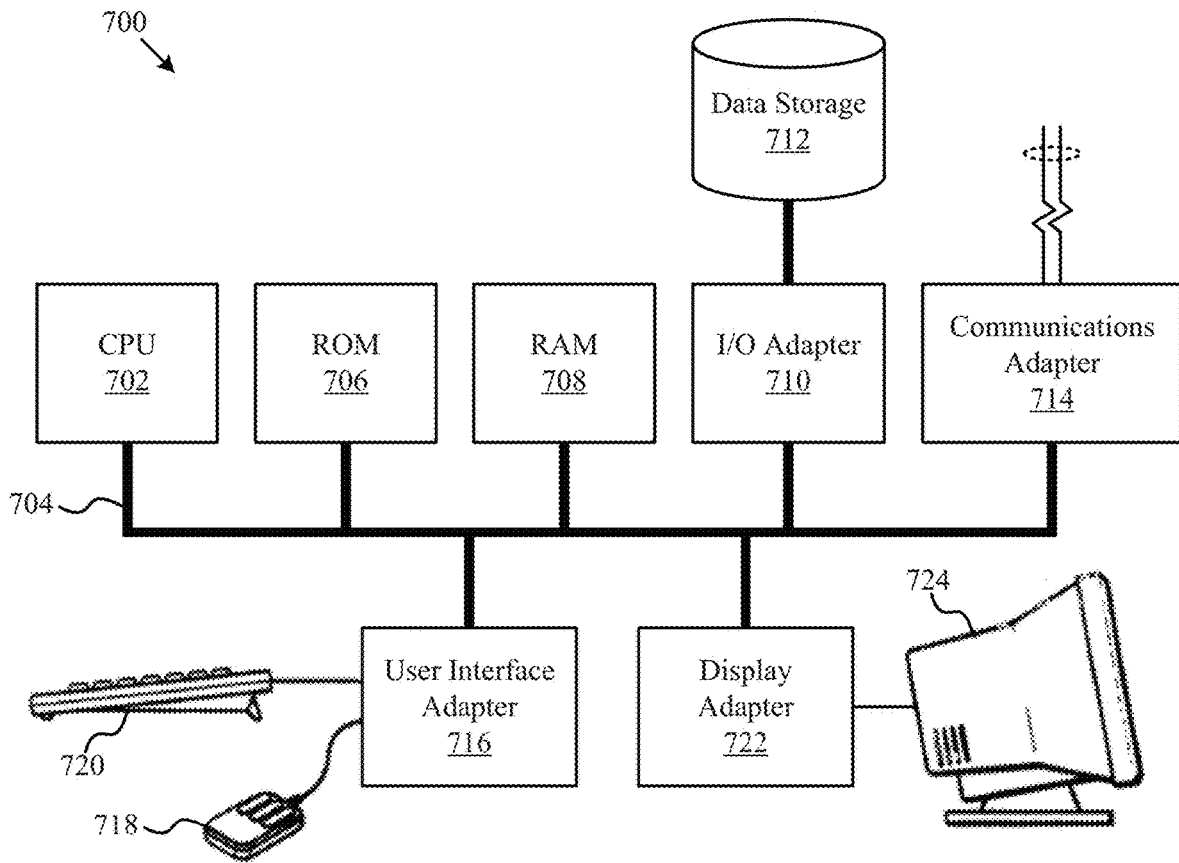 700
Data Storage
712
CPU
702
ROM
706
RAM
708
I/O Adapter
710
Communications
Adapter
714
704
User Interface
Adapter
716
Display
Adapter
722
724
720
718